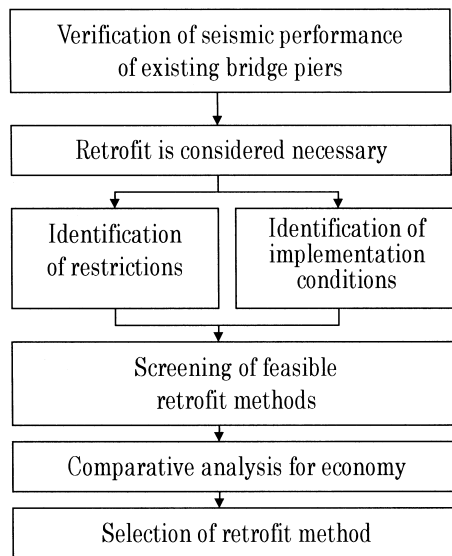 Verification of seismic performance
of existing bridge piers
Retrofit is considered necessary
Identification
of restrictions
Identification of
implementation
conditions
Screening of feasible
retrofit methods
Comparative analysis for economy
Selection of retrofit method